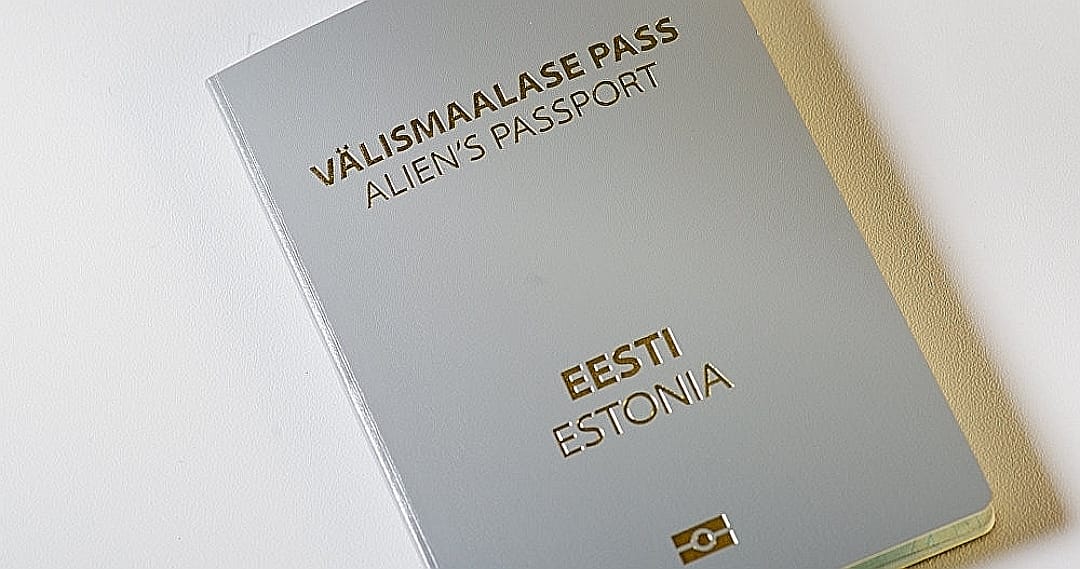 VÄLISMAALASE PASS
ALIEN'S PASSPORT
EESTI
ESTONIA